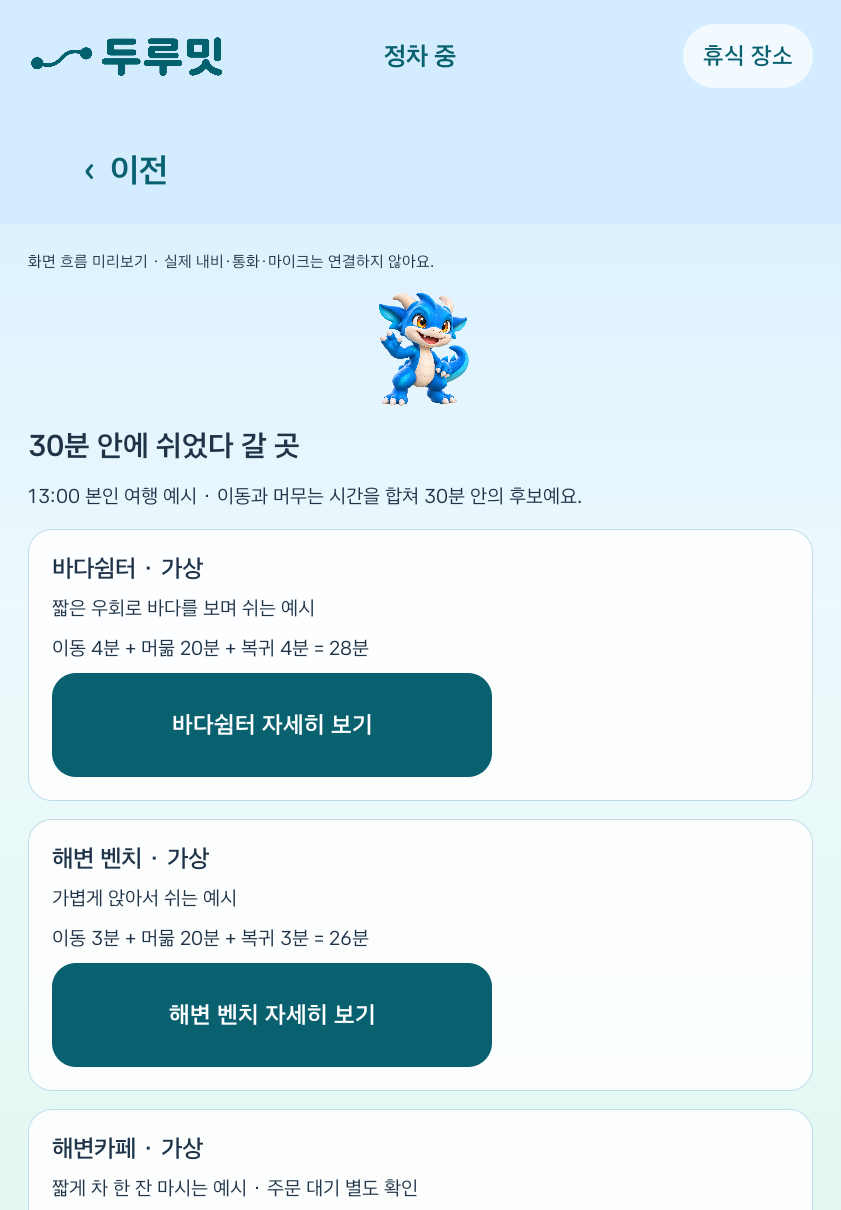 두루밋
정차 중
휴식 장소
‹ 이전
화면 흐름 미리보기 · 실제 내비·통화·마이크는 연결하지 않아요.
30분 안에 쉬었다 갈 곳
13:00 본인 여행 예시 · 이동과 머무는 시간을 합쳐 30분 안의 후보예요.
바다쉼터 · 가상
짧은 우회로 바다를 보며 쉬는 예시
이동 4분 + 머묾 20분 + 복귀 4분 = 28분
바다쉼터 자세히 보기
해변 벤치 · 가상
가볍게 앉아서 쉬는 예시
이동 3분 + 머묾 20분 + 복귀 3분 = 26분
해변 벤치 자세히 보기
해변카페 · 가상
짧게 차 한 잔 마시는 예시 · 주문 대기 별도 확인